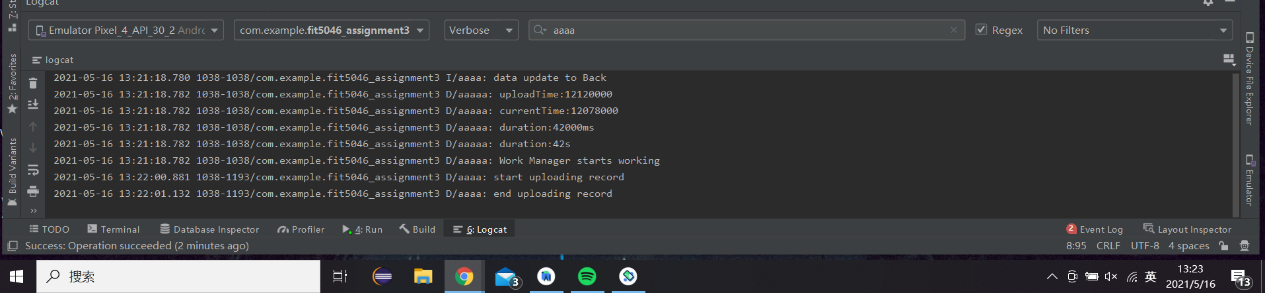 Logcat
Emulator Pixel_4_API_30_2 Andro
com.example.fit5046_assignment3
Verbose
aaaa
Regex
No Filters
logcat
2021-05-16 13:21:18.780 1038-1038/com.example.fit5046_assignment3 I/aaaa: data update to Back
2021-05-16 13:21:18.782 1038-1038/com.example.fit5046_assignment3 D/aaaaa: uploadTime:12120000
2021-05-16 13:21:18.782 1038-1038/com.example.fit5046_assignment3 D/aaaaa: currentTime:12078000
2021-05-16 13:21:18.782 1038-1038/com.example.fit5046_assignment3 D/aaaaa: duration:42000ms
2021-05-16 13:21:18.782 1038-1038/com.example.fit5046_assignment3 D/aaaaa: duration:42s
2021-05-16 13:21:18.782 1038-1038/com.example.fit5046_assignment3 D/aaaaa: Work Manager starts working
2021-05-16 13:22:00.881 1038-1193/com.example.fit5046_assignment3 D/aaaaa: start uploading record
2021-05-16 13:22:01.132 1038-1193/com.example.fit5046_assignment3 D/aaaaa: end uploading record
2: Favorites
Build Variants
Device File Explorer
Emulator
TODO
Terminal
Database Inspector
Profiler
4: Run
Build
6: Logcat
2 Event Log
Layout Inspector
Success: Operation succeeded (2 minutes ago)
8:95 CRLF UTF-8 4 spaces
搜索
3
英
13:23
2021/5/16
13